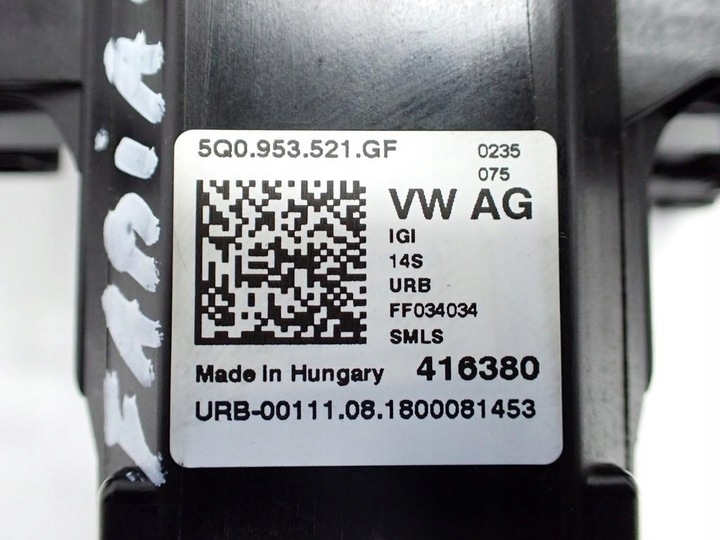 5Q0.953.521.GF
0235
075
VW AG
IGI
14S
URB
FF034034
SMLS
Made in Hungary 416380
URB-00111.08.1800081453
FABIA